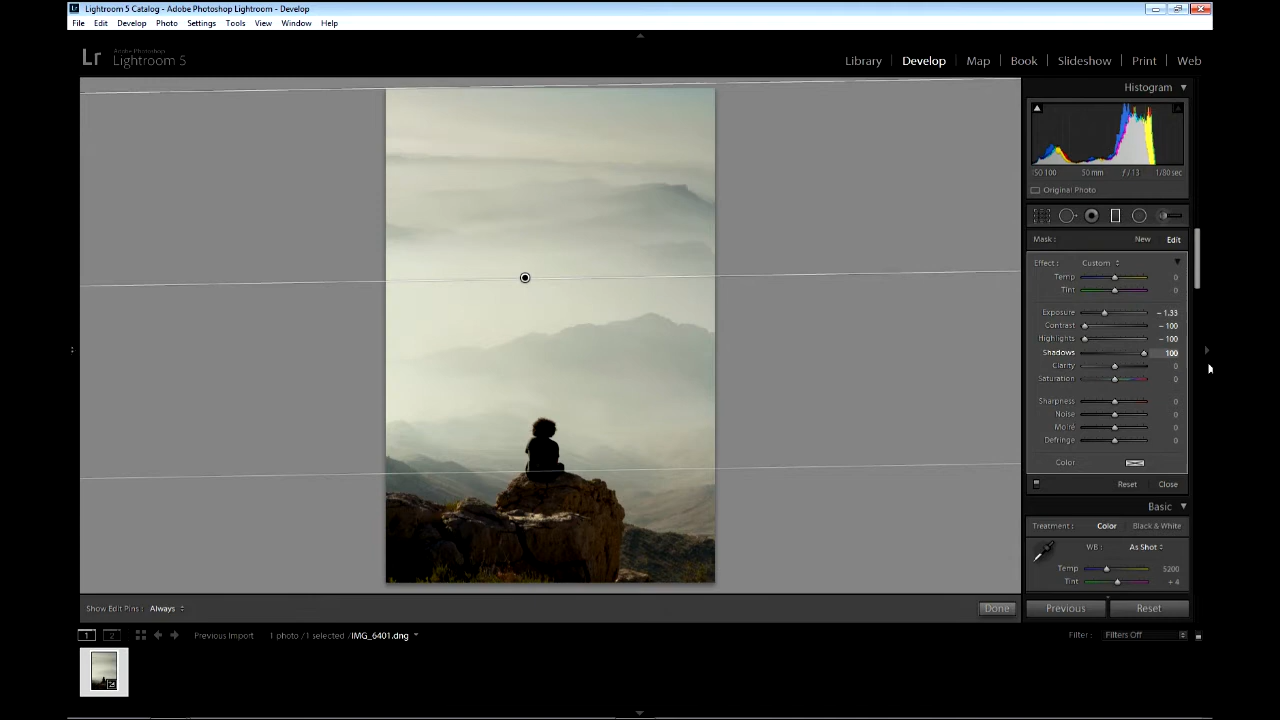 Lightroom 5 Catalog - Adobe Photoshop Lightroom - Develop
File Edit Develop Photo Settings Tools View Window Help
Lr Adobe Photoshop Lightroom 5
Library Develop Map Book Slideshow Print Web
Histogram
ISO 100 50 mm ƒ / 13 1/80 sec
Original Photo
Mask : New Edit
Effect : Custom
Temp 0
Tint 0
Exposure – 1.33
Contrast – 100
Highlights – 100
Shadows 100
Clarity 0
Saturation 0
Sharpness 0
Noise 0
Moiré 0
Defringe 0
Color
Reset Close
Basic
Treatment : Color Black & White
WB : As Shot
Temp 5200
Tint + 4
Show Edit Pins : Always Done Previous Reset
1 2 Previous Import 1 photo / 1 selected / IMG_6401.dng Filter : Filters Off